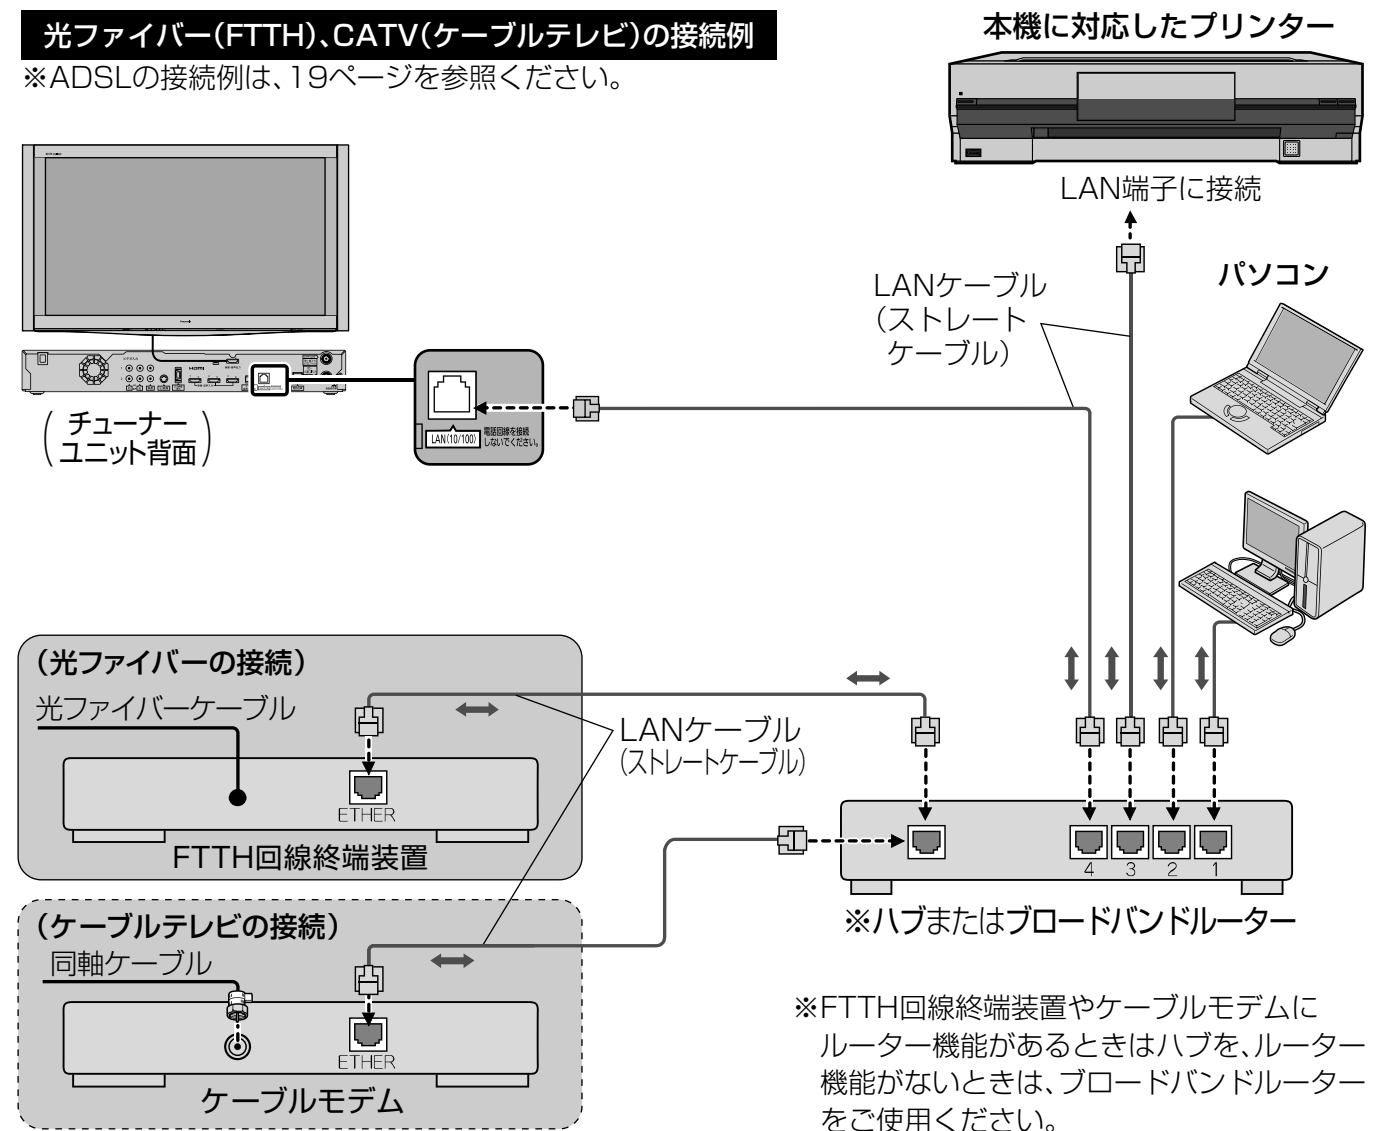 光ファイバー(FTTH)、CATV(ケーブルテレビ)の接続例
※ADSLの接続例は、19ページを参照ください。
本機に対応したプリンター
LAN端子に接続
LANケーブル
(ストレート
ケーブル)
パソコン
HDMI
チューナー
ユニット背面
LAN(10/100)
電話回線を接続
しないでください。
(光ファイバーの接続)
光ファイバーケーブル
ETHER
FTTH回線終端装置
LANケーブル
(ストレートケーブル)
4 3 2 1
※ハブまたはブロードバンドルーター
(ケーブルテレビの接続)
同軸ケーブル
ETHER
ケーブルモデム
※FTTH回線終端装置やケーブルモデムに
ルーター機能があるときはハブを、ルーター
機能がないときは、ブロードバンドルーター
をご使用ください。